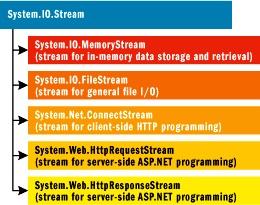 System.IO.Stream
System.IO.MemoryStream
(stream for in-memory data storage and retrieval)
System.IO.FileStream
(stream for general file I/O)
System.Net.ConnectStream
(stream for client-side HTTP programming)
System.Web.HttpRequestStream
(stream for server-side ASP.NET programming)
System.Web.HttpResponseStream
(stream for server-side ASP.NET programming)